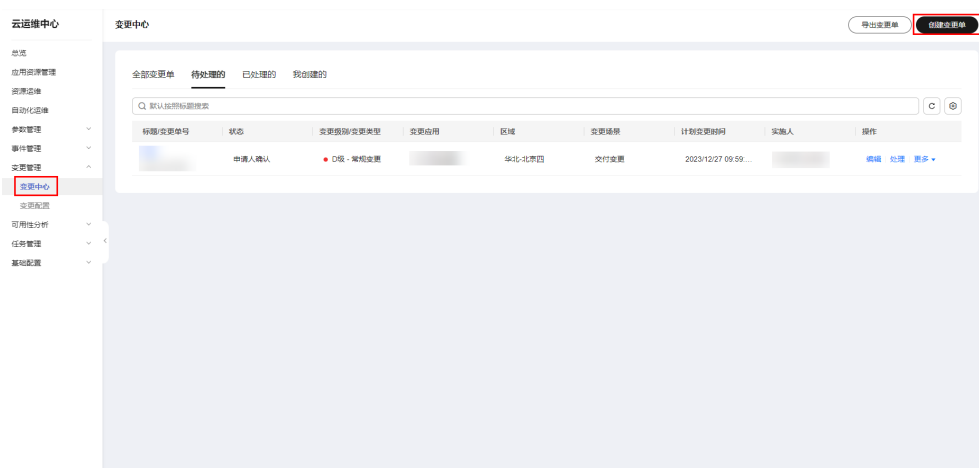 云运维中心
变更中心
导出变更单
创建变更单
总览
应用资源管理
资源运维
自动化运维
参数管理
事件管理
变更管理
变更中心
变更配置
可用性分析
任务管理
基础配置
全部变更单 待处理的 已处理的 我创建的
默认按照标题搜索
标题/变更单号 状态 变更级别/变更类型 变更应用 区域 变更场景 计划变更时间 实施人 操作
申请人确认 D级 - 常规变更 华北-北京四 交付变更 2023/12/27 09:59:... 编辑 处理 更多